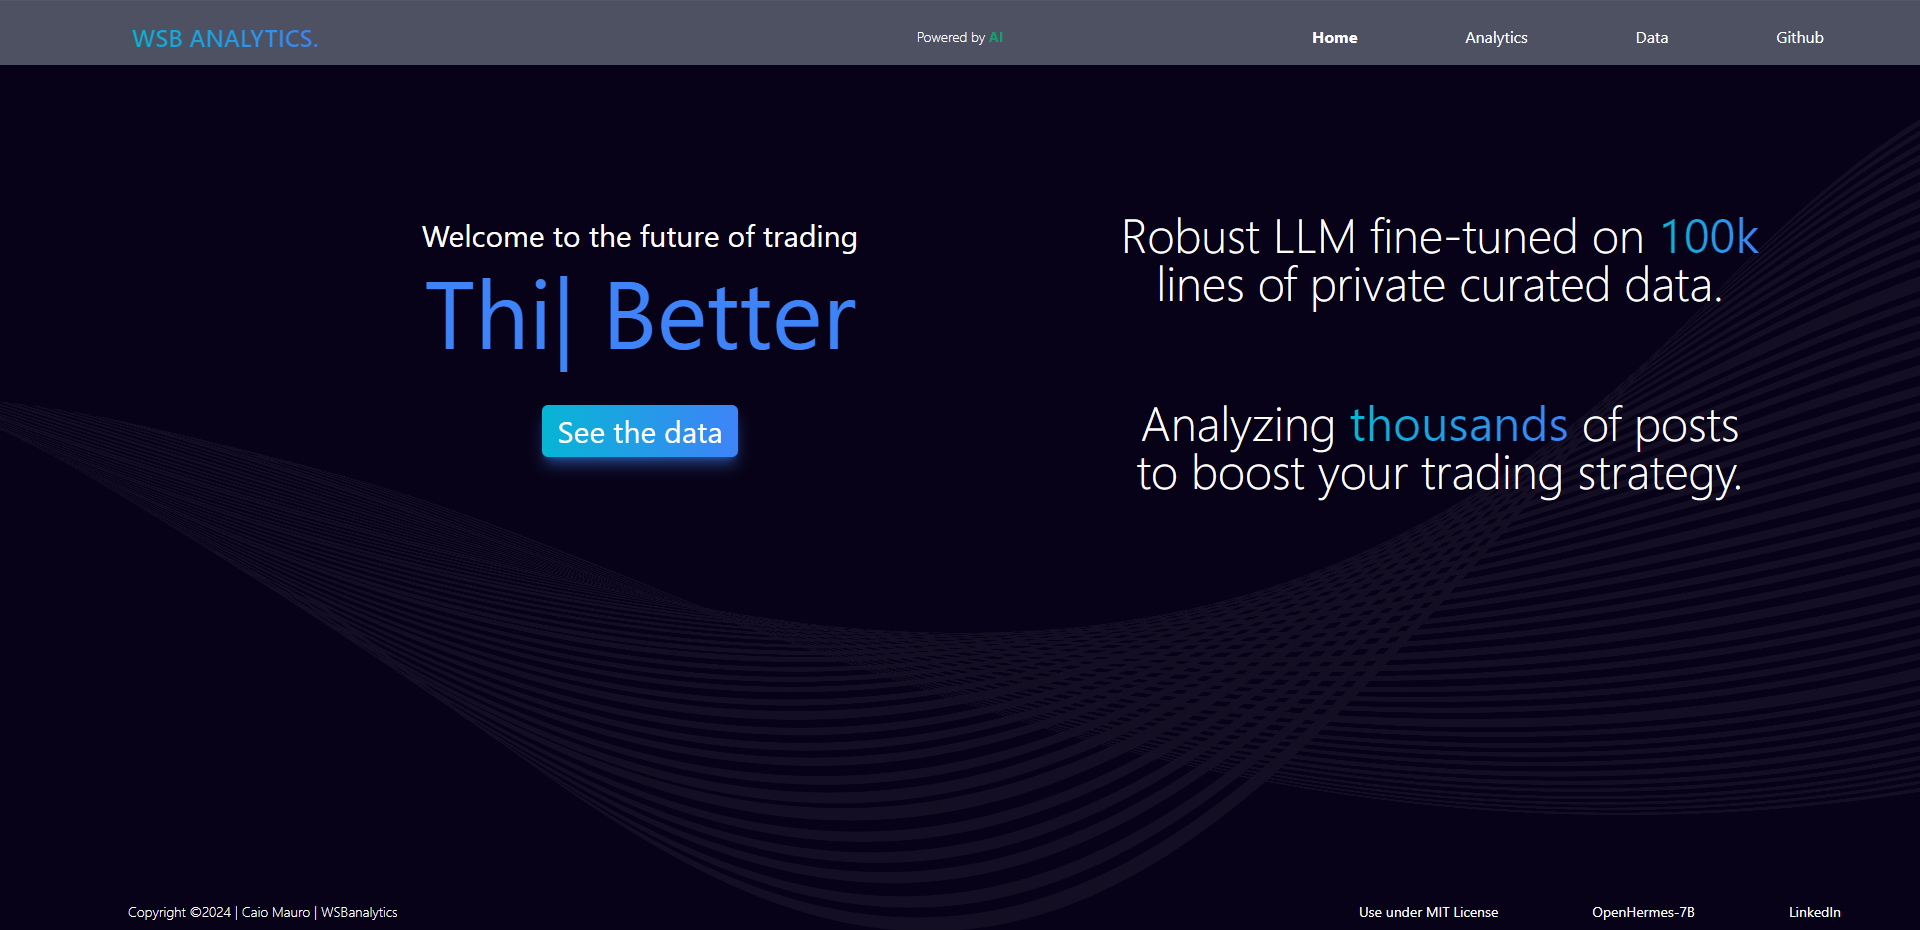 WSB ANALYTICS.
Powered by AI
Home
Analytics
Data
Github
Welcome to the future of trading
Thi| Better
See the data
Robust LLM fine-tuned on 100k
lines of private curated data.
Analyzing thousands of posts
to boost your trading strategy.
Copyright ©2024 | Caio Mauro | WSBanalytics
Use under MIT License
OpenHermes-7B
LinkedIn